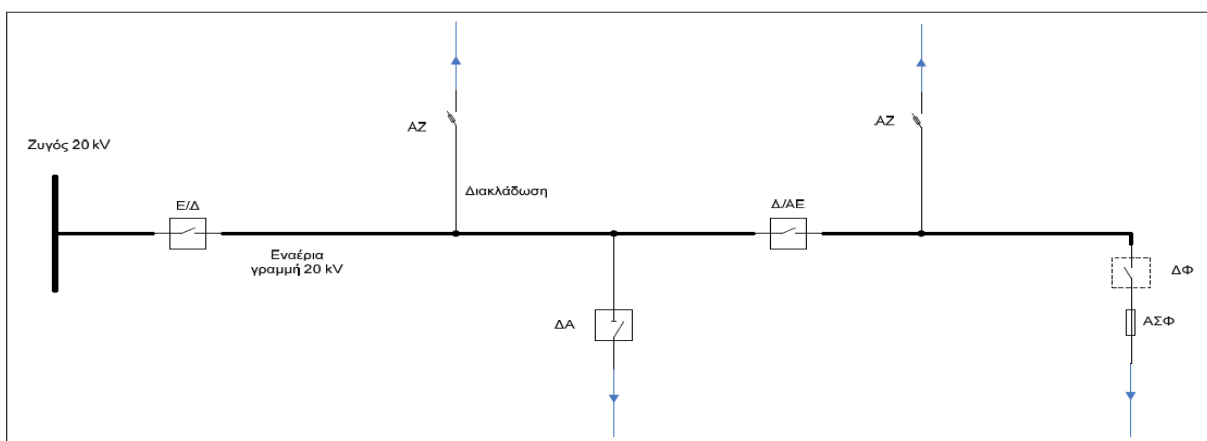 Ζυγός 20 kV
Ε/Δ
Εναέρια
γραμμή 20 kV
ΑΖ
Διακλάδωση
ΔΑ
Δ./ΑΕ
ΑΖ
ΔΦ
ΑΣΦ